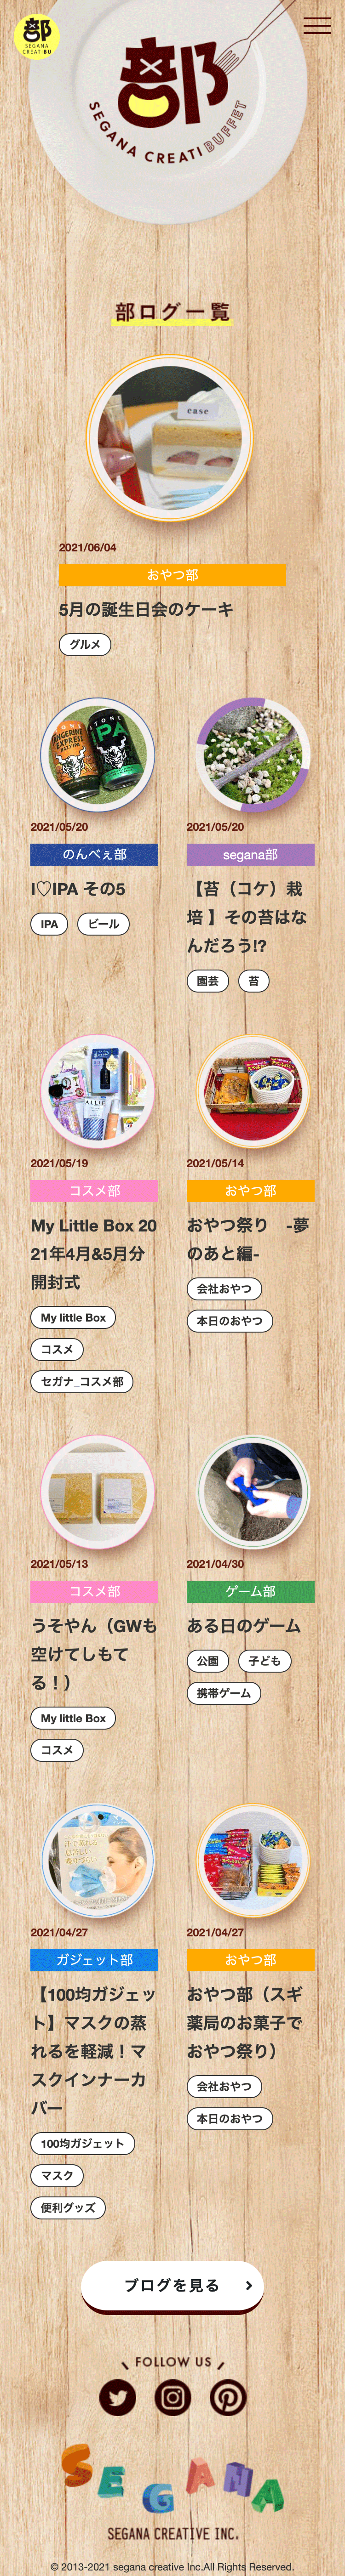 部
SEGANA
CREATIBU
部
SEGANA CREATIBUFFET
部ログ一覧
ease
2021/06/04
おやつ部
5月の誕生日会のケーキ
グルメ
STONE
TANGERINE
EXPRESS
STONE
IPA
2021/05/20
のんべぇ部
I♡IPA その5
IPA
ビール
2021/05/20
segana部
【苔（コケ）栽
培 】その苔はな
んだろう!?
園芸
苔
ALLIE
2021/05/19
コスメ部
My Little Box 20
21年4月&5月分
開封式
My little Box
コスメ
セガナ_コスメ部
2021/05/14
おやつ部
おやつ祭り　-夢
のあと編-
会社おやつ
本日のおやつ
2021/05/13
コスメ部
うそやん（GWも
空けてしもて
る！）
My little Box
コスメ
2021/04/30
ゲーム部
ある日のゲーム
公園
子ども
携帯ゲーム
2021/04/27
ガジェット部
【100均ガジェッ
ト】マスクの蒸
れるを軽減！マ
スクインナーカ
バー
100均ガジェット
マスク
便利グッズ
2021/04/27
おやつ部
おやつ部（スギ
薬局のお菓子で
おやつ祭り）
会社おやつ
本日のおやつ
ブログを見る
FOLLOW US
SEGANA
SEGANA CREATIVE INC.
© 2013-2021 segana creative Inc.All Rights Reserved.